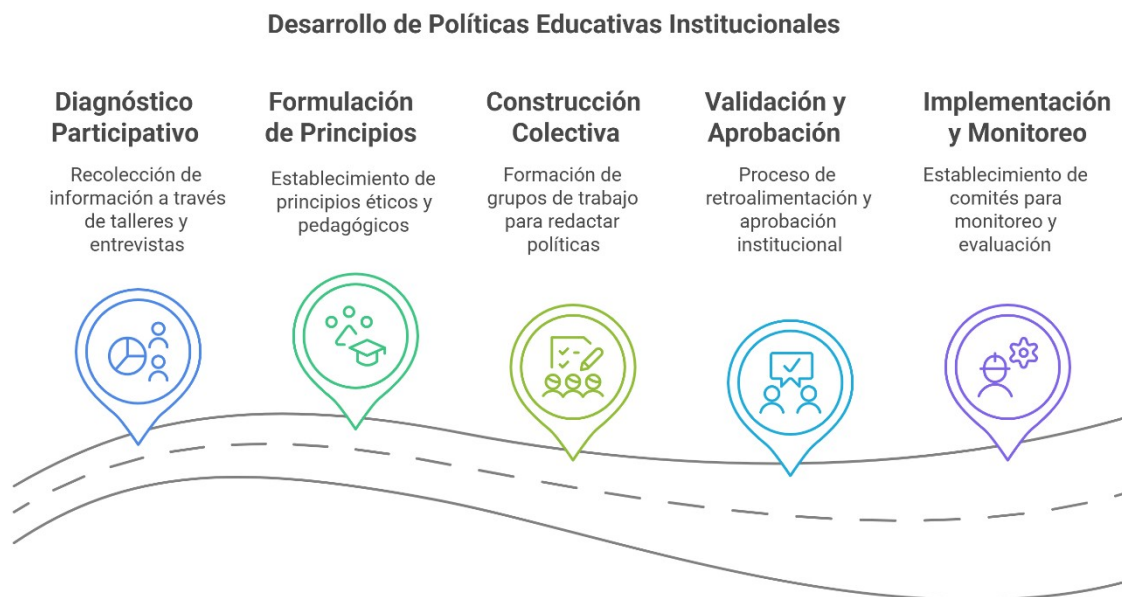 Desarrollo de Políticas Educativas Institucionales
Diagnóstico
Participativo
Recolección de
información a través
de talleres y
entrevistas
Formulación
de Principios
Establecimiento de
principios éticos y
pedagógicos
Construcción
Colectiva
Formación de
grupos de trabajo
para redactar
políticas
Validación y
Aprobación
Proceso de
retroalimentación y
aprobación
institucional
Implementación
y Monitoreo
Establecimiento de
comités para
monitoreo y
evaluación